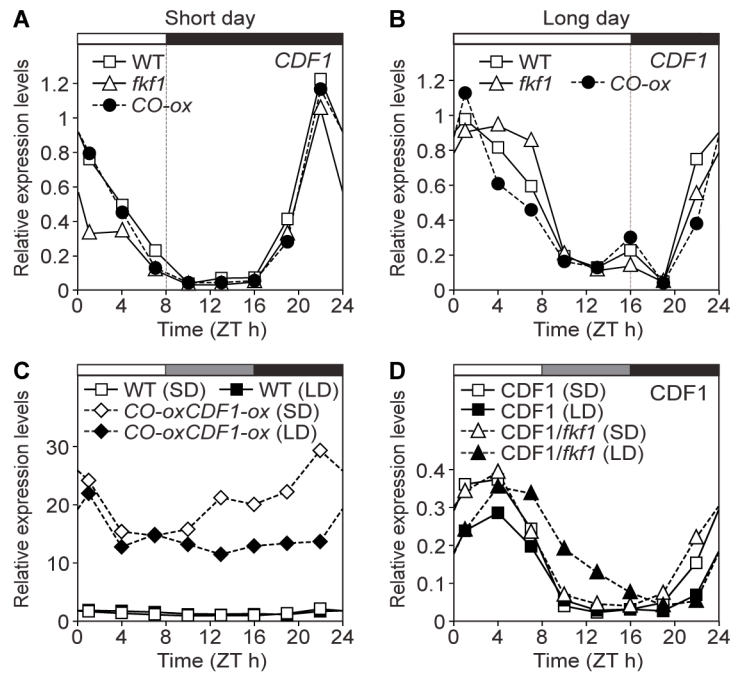 A
Short day
CDF1
WT
fkf1
CO-ox
Relative expression levels
1.2
1
0.8
0.6
0.4
0.2
0
0 4 8 12 16 20 24
Time (ZT h)
B
Long day
CDF1
WT
fkf1
CO-ox
Relative expression levels
1.2
1
0.8
0.6
0.4
0.2
0
0 4 8 12 16 20 24
Time (ZT h)
C
WT (SD) WT (LD)
CO-oxCDF1-ox (SD)
CO-oxCDF1-ox (LD)
Relative expression levels
30
20
10
0
0 4 8 12 16 20 24
Time (ZT h)
D
CDF1
CDF1 (SD)
CDF1 (LD)
CDF1/fkf1 (SD)
CDF1/fkf1 (LD)
Relative expression levels
0.4
0.3
0.2
0.1
0
0 4 8 12 16 20 24
Time (ZT h)